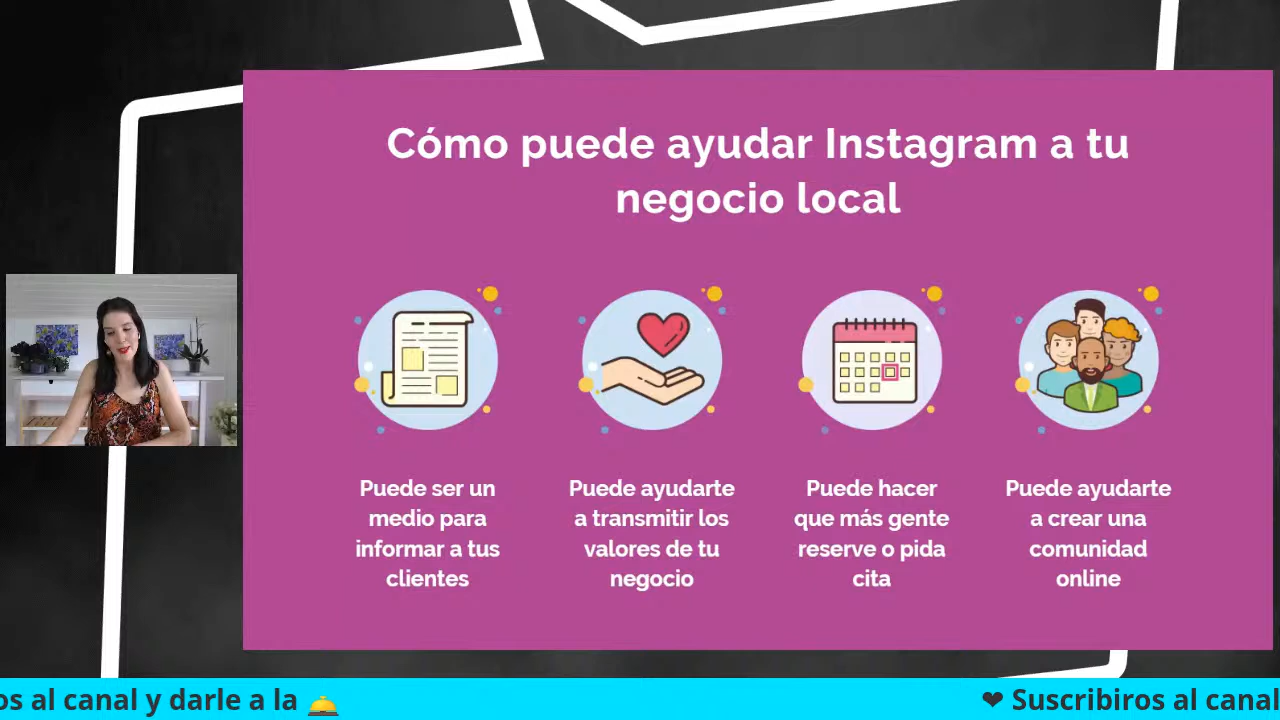 Cómo puede ayudar Instagram a tu
negocio local
Puede ser un
medio para
informar a tus
clientes
Puede ayudarte
a transmitir los
valores de tu
negocio
Puede hacer
que más gente
reserve o pida
cita
Puede ayudarte
a crear una
comunidad
online
os al canal y darle a la 🛎 ❤ Suscribiros al canal